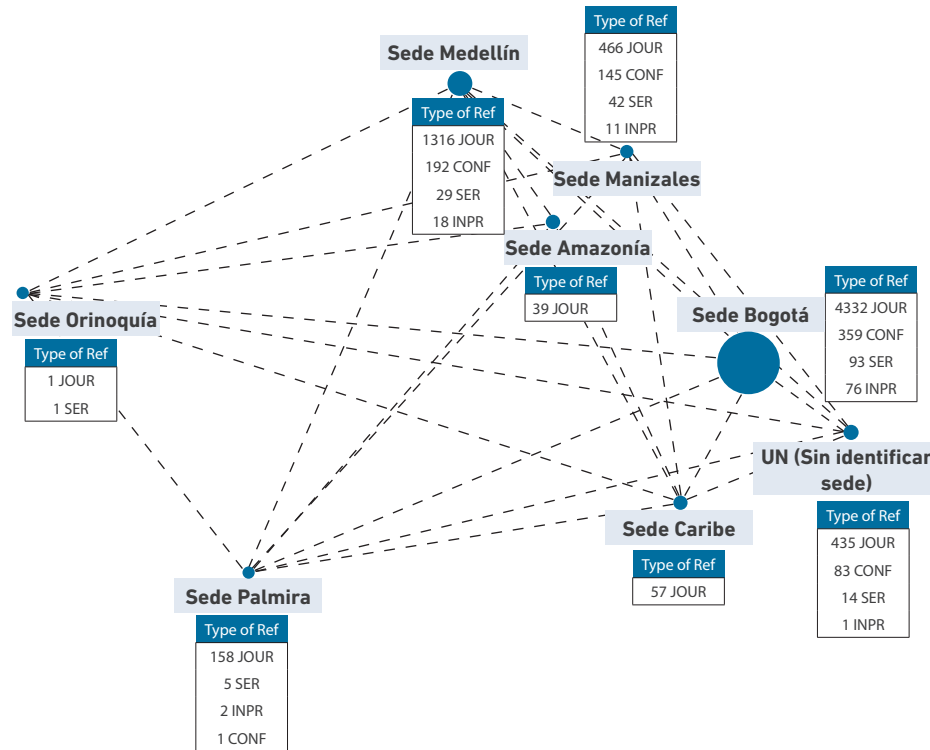 Type of Ref
466 JOUR
145 CONF
42 SER
11 INPR
Sede Medellín
Type of Ref
1316 JOUR
192 CONF
29 SER
18 INPR
Sede Manizales
Sede Amazonía
Type of Ref
39 JOUR
Sede Orinoquía
Type of Ref
1 JOUR
1 SER
Sede Bogotá
Type of Ref
4332 JOUR
359 CONF
93 SER
76 INPR
UN (Sin identificar
sede)
Type of Ref
435 JOUR
83 CONF
14 SER
1 INPR
Sede Caribe
Type of Ref
57 JOUR
Sede Palmira
Type of Ref
158 JOUR
5 SER
2 INPR
1 CONF